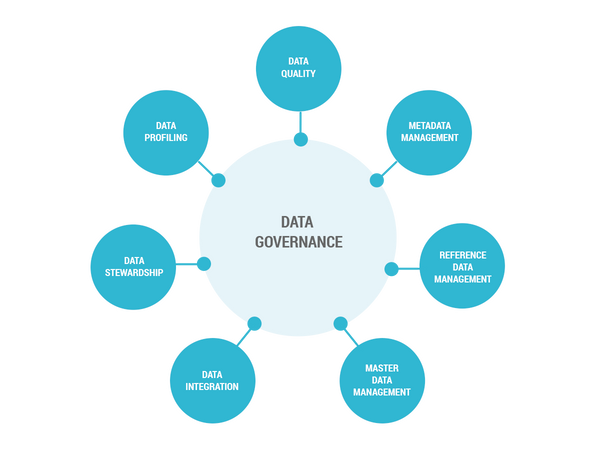 DATA
QUALITY
METADATA
MANAGEMENT
REFERENCE
DATA
MANAGEMENT
MASTER
DATA
MANAGEMENT
DATA
INTEGRATION
DATA
STEWARDSHIP
DATA
PROFILING
DATA
GOVERNANCE